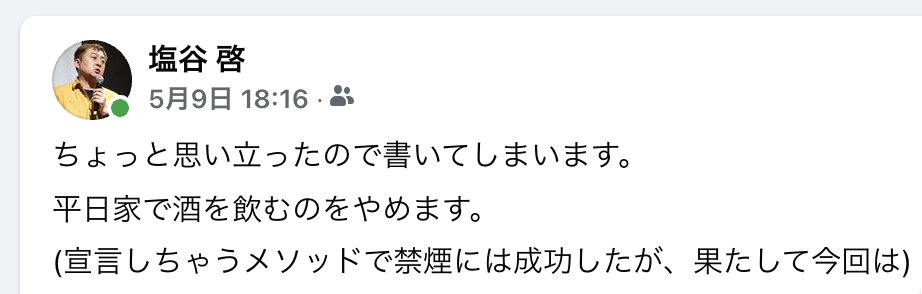 塩谷 啓
5月9日 18:16 ·
ちょっと思い立ったので書いてしまいます。
平日家で酒を飲むのをやめます。
(宣言しちゃうメソッドで禁煙には成功したが、果たして今回は)